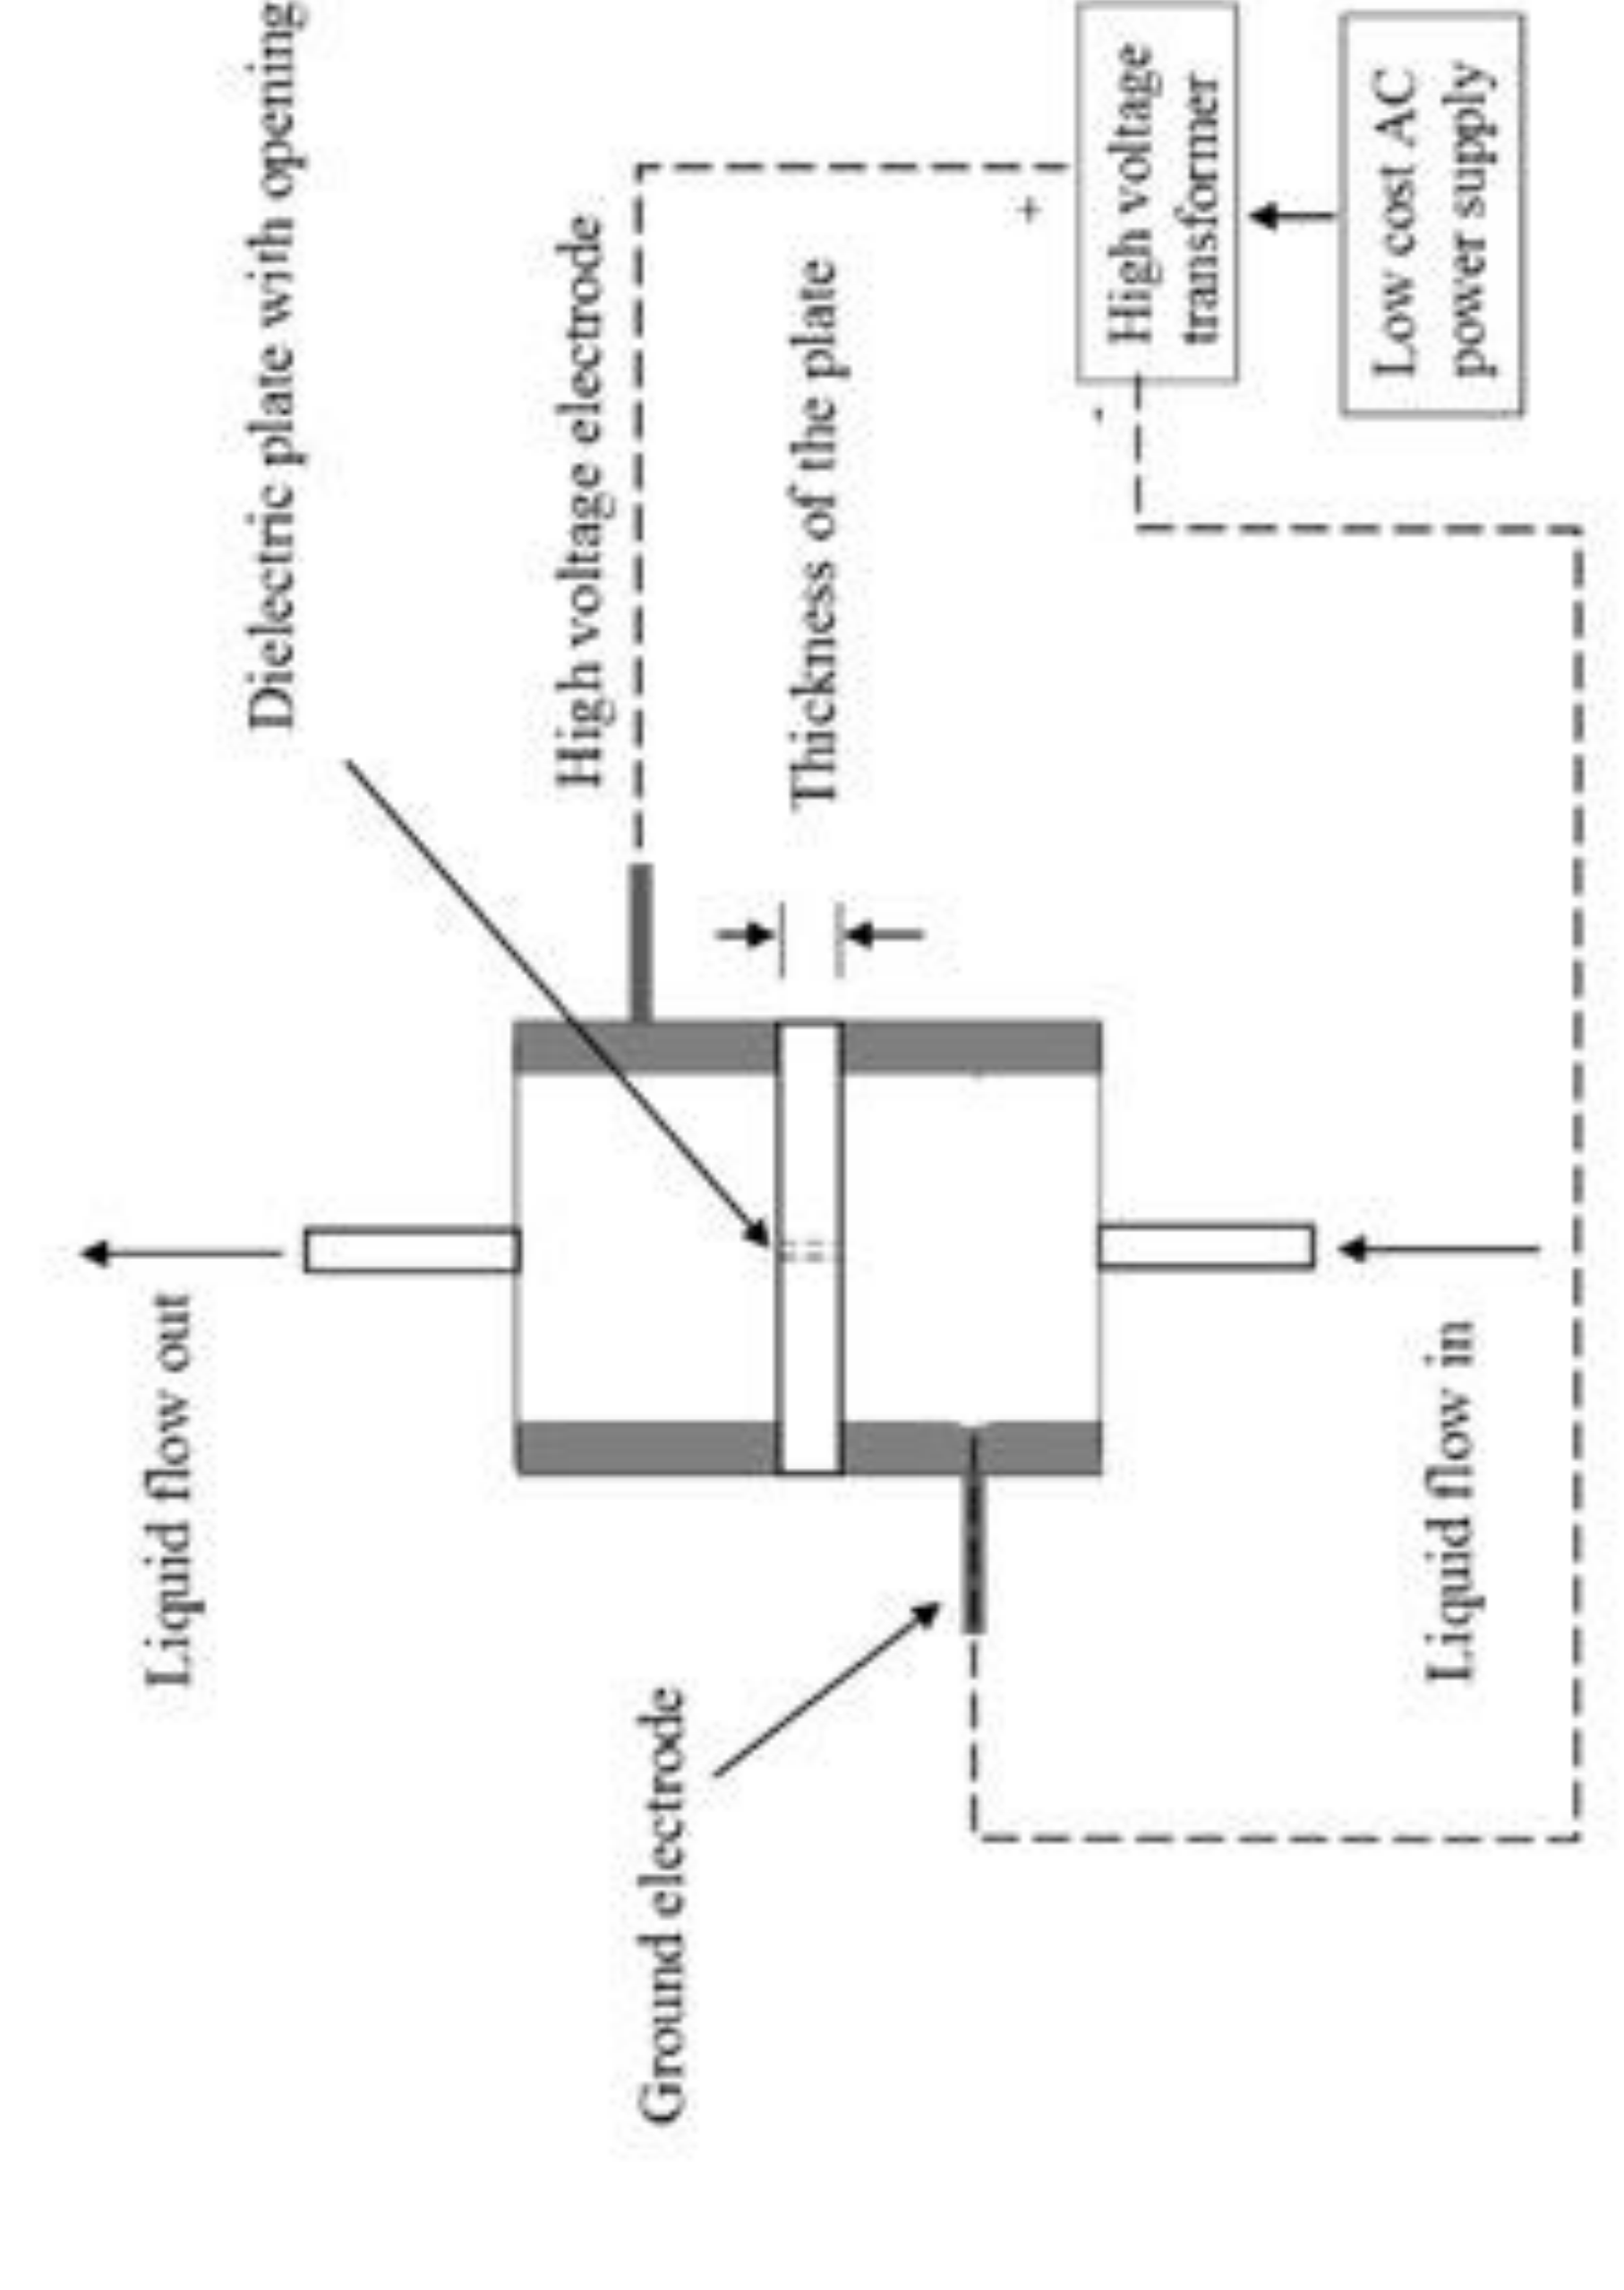 Liquid flow out
Dielectric plate with opening
High voltage electrode
Ground electrode
Thickness of the plate
+
-
High voltage
transformer
Low cost AC
power supply
Liquid flow in